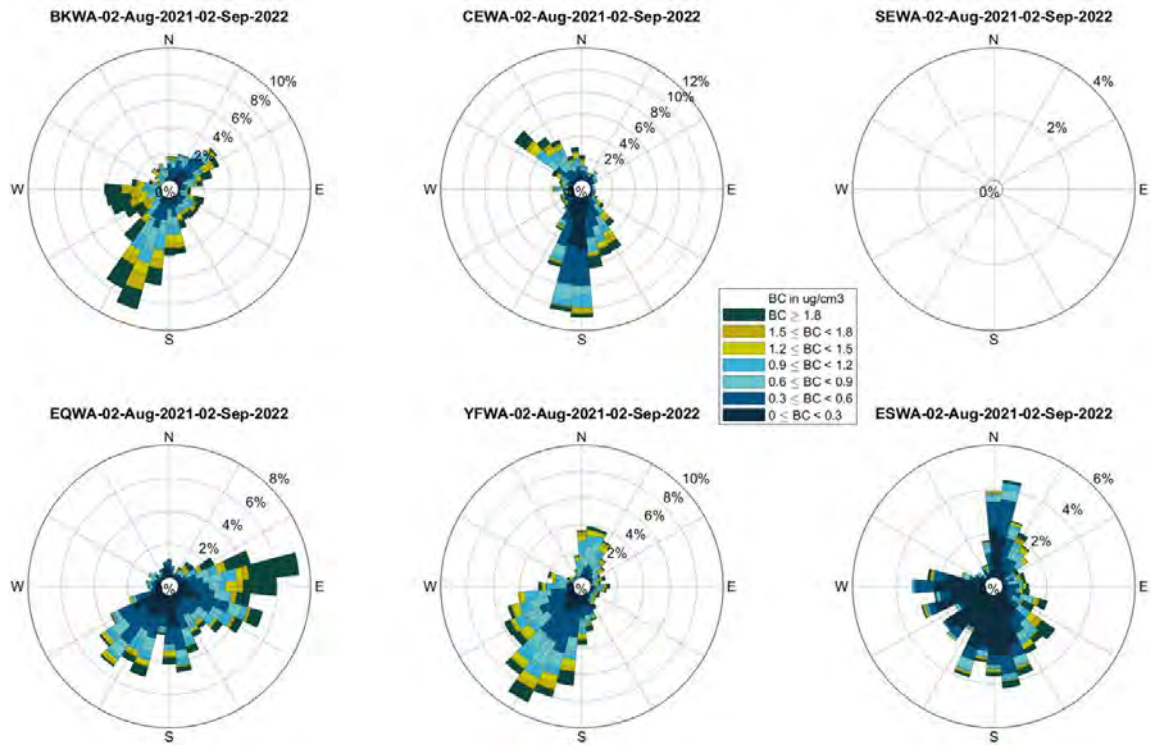 BKWA-02-Aug-2021-02-Sep-2022
N
10%
8%
6%
4%
2%
0%
W
E
S
CEWA-02-Aug-2021-02-Sep-2022
N
12%
10%
8%
6%
4%
2%
%
W
E
S
SEWA-02-Aug-2021-02-Sep-2022
N
4%
2%
0%
W
E
S
BC in ug/cm3
BC ≥ 1.8
1.5 ≤ BC < 1.8
1.2 ≤ BC < 1.5
0.9 ≤ BC < 1.2
0.6 ≤ BC < 0.9
0.3 ≤ BC < 0.6
0 ≤ BC < 0.3
EQWA-02-Aug-2021-02-Sep-2022
N
8%
6%
4%
2%
%
W
E
S
YFWA-02-Aug-2021-02-Sep-2022
N
10%
8%
6%
4%
2%
%
W
E
S
ESWA-02-Aug-2021-02-Sep-2022
N
6%
4%
2%
%
W
E
S